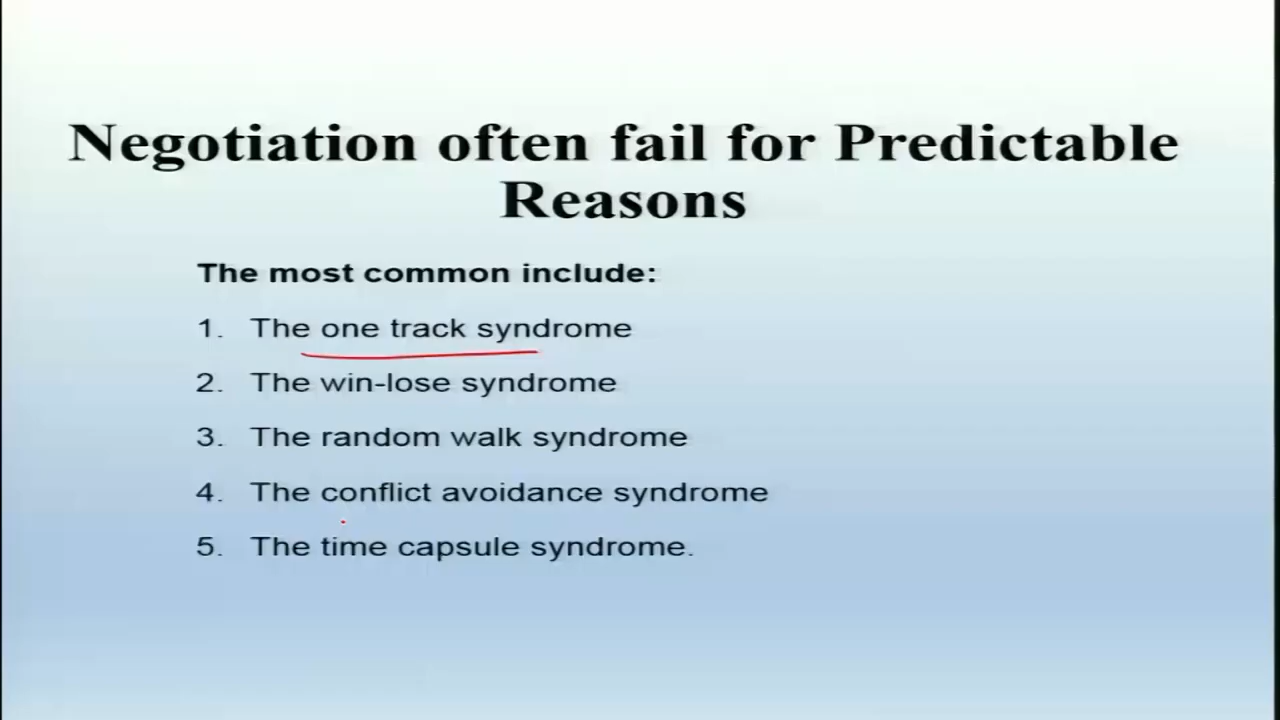 Negotiation often fail for Predictable
Reasons
The most common include:
1. The one track syndrome
2. The win-lose syndrome
3. The random walk syndrome
4. The conflict avoidance syndrome
5. The time capsule syndrome.